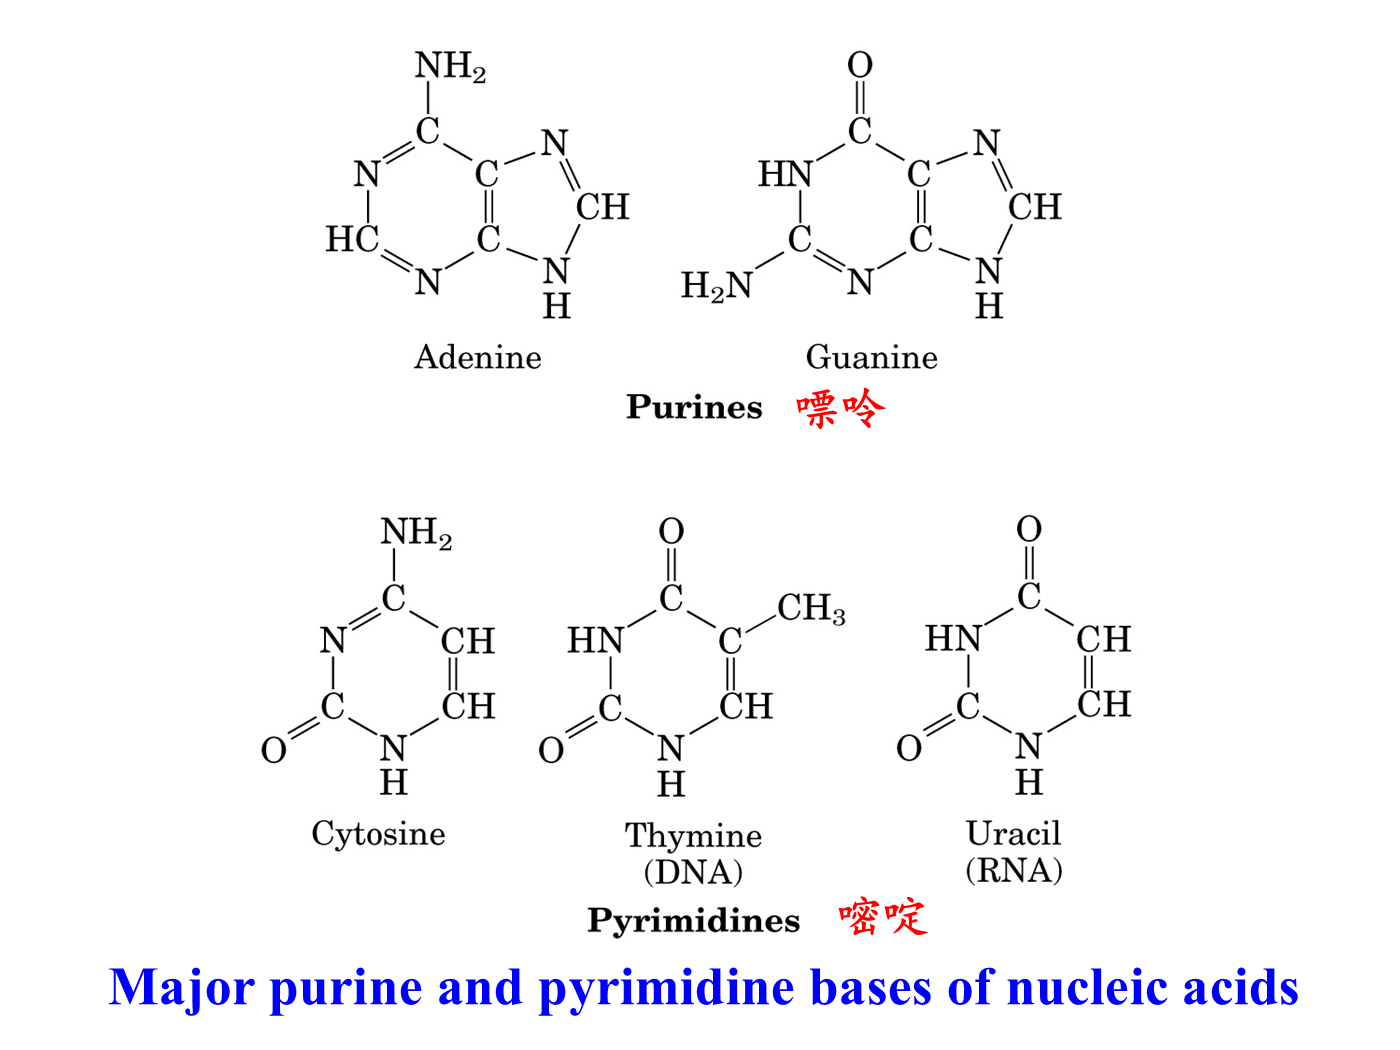 NH₂
O
C
N
C
N
N
C
HN
C
CH
CH
HC
C
C
C
N
N
H₂N
N
N
H
H
Adenine
Guanine
Purines 嘌呤
NH₂
O
O
C
C
CH₃
C
N
CH
HN
C
HN
CH
C
CH
C
CH
C
CH
O
N
O
N
O
N
H
H
H
Cytosine
Thymine
Uracil
(DNA)
(RNA)
Pyrimidines 嘧啶
Major purine and pyrimidine bases of nucleic acids